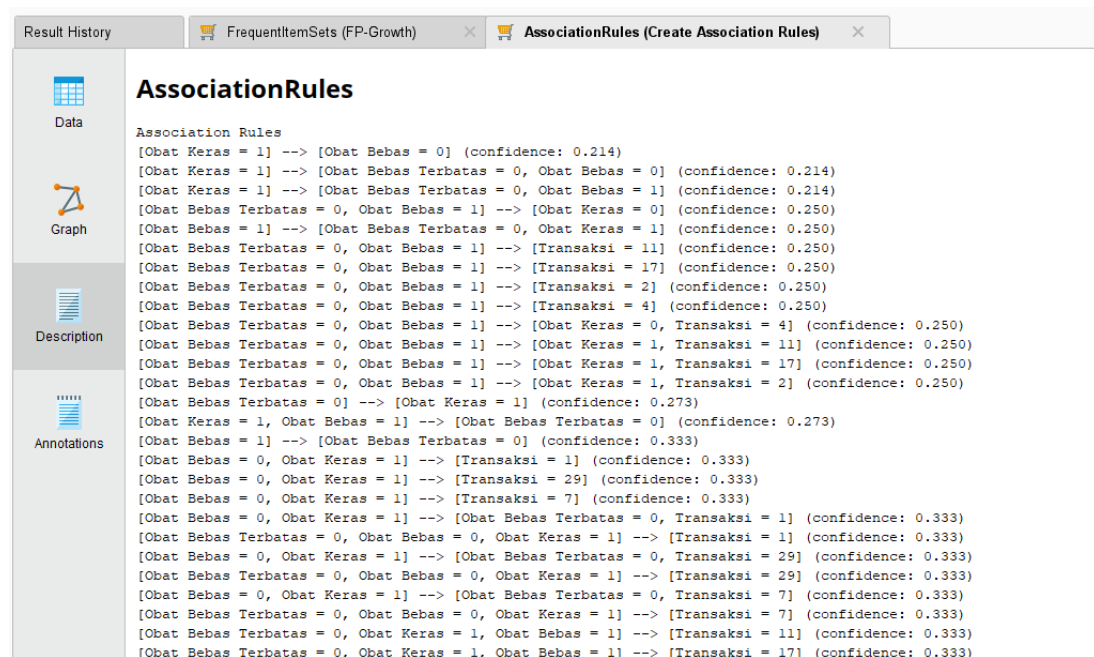 Result History
FrequentItemSets (FP-Growth)
AssociationRules (Create Association Rules)
Data
Graph
Description
Annotations
AssociationRules
Association Rules
[Obat Keras = 1] --> [Obat Bebas = 0] (confidence: 0.214)
[Obat Keras = 1] --> [Obat Bebas Terbatas = 0, Obat Bebas = 0] (confidence: 0.214)
[Obat Keras = 1] --> [Obat Bebas Terbatas = 0, Obat Bebas = 1] (confidence: 0.214)
[Obat Bebas Terbatas = 0, Obat Bebas = 1] --> [Obat Keras = 0] (confidence: 0.250)
[Obat Bebas = 1] --> [Obat Bebas Terbatas = 0, Obat Keras = 1] (confidence: 0.250)
[Obat Bebas Terbatas = 0, Obat Bebas = 1] --> [Transaksi = 11] (confidence: 0.250)
[Obat Bebas Terbatas = 0, Obat Bebas = 1] --> [Transaksi = 17] (confidence: 0.250)
[Obat Bebas Terbatas = 0, Obat Bebas = 1] --> [Transaksi = 2] (confidence: 0.250)
[Obat Bebas Terbatas = 0, Obat Bebas = 1] --> [Transaksi = 4] (confidence: 0.250)
[Obat Bebas Terbatas = 0, Obat Bebas = 1] --> [Obat Keras = 0, Transaksi = 4] (confidence: 0.250)
[Obat Bebas Terbatas = 0, Obat Bebas = 1] --> [Obat Keras = 1, Transaksi = 11] (confidence: 0.250)
[Obat Bebas Terbatas = 0, Obat Bebas = 1] --> [Obat Keras = 1, Transaksi = 17] (confidence: 0.250)
[Obat Bebas Terbatas = 0, Obat Bebas = 1] --> [Obat Keras = 1, Transaksi = 2] (confidence: 0.250)
[Obat Bebas Terbatas = 0] --> [Obat Keras = 1] (confidence: 0.273)
[Obat Keras = 1, Obat Bebas = 1] --> [Obat Bebas Terbatas = 0] (confidence: 0.273)
[Obat Bebas = 1] --> [Obat Bebas Terbatas = 0] (confidence: 0.333)
[Obat Bebas = 0, Obat Keras = 1] --> [Transaksi = 1] (confidence: 0.333)
[Obat Bebas = 0, Obat Keras = 1] --> [Transaksi = 29] (confidence: 0.333)
[Obat Bebas = 0, Obat Keras = 1] --> [Transaksi = 7] (confidence: 0.333)
[Obat Bebas = 0, Obat Keras = 1] --> [Obat Bebas Terbatas = 0, Transaksi = 1] (confidence: 0.333)
[Obat Bebas Terbatas = 0, Obat Bebas = 0, Obat Keras = 1] --> [Transaksi = 1] (confidence: 0.333)
[Obat Bebas = 0, Obat Keras = 1] --> [Obat Bebas Terbatas = 0, Transaksi = 29] (confidence: 0.333)
[Obat Bebas Terbatas = 0, Obat Bebas = 0, Obat Keras = 1] --> [Transaksi = 29] (confidence: 0.333)
[Obat Bebas = 0, Obat Keras = 1] --> [Obat Bebas Terbatas = 0, Transaksi = 7] (confidence: 0.333)
[Obat Bebas Terbatas = 0, Obat Bebas = 0, Obat Keras = 1] --> [Transaksi = 7] (confidence: 0.333)
[Obat Bebas Terbatas = 0, Obat Keras = 1, Obat Bebas = 1] --> [Transaksi = 11] (confidence: 0.333)
[Obat Bebas Terbatas = 0, Obat Keras = 1, Obat Bebas = 1] --> [Transaksi = 17] (confidence: 0.333)